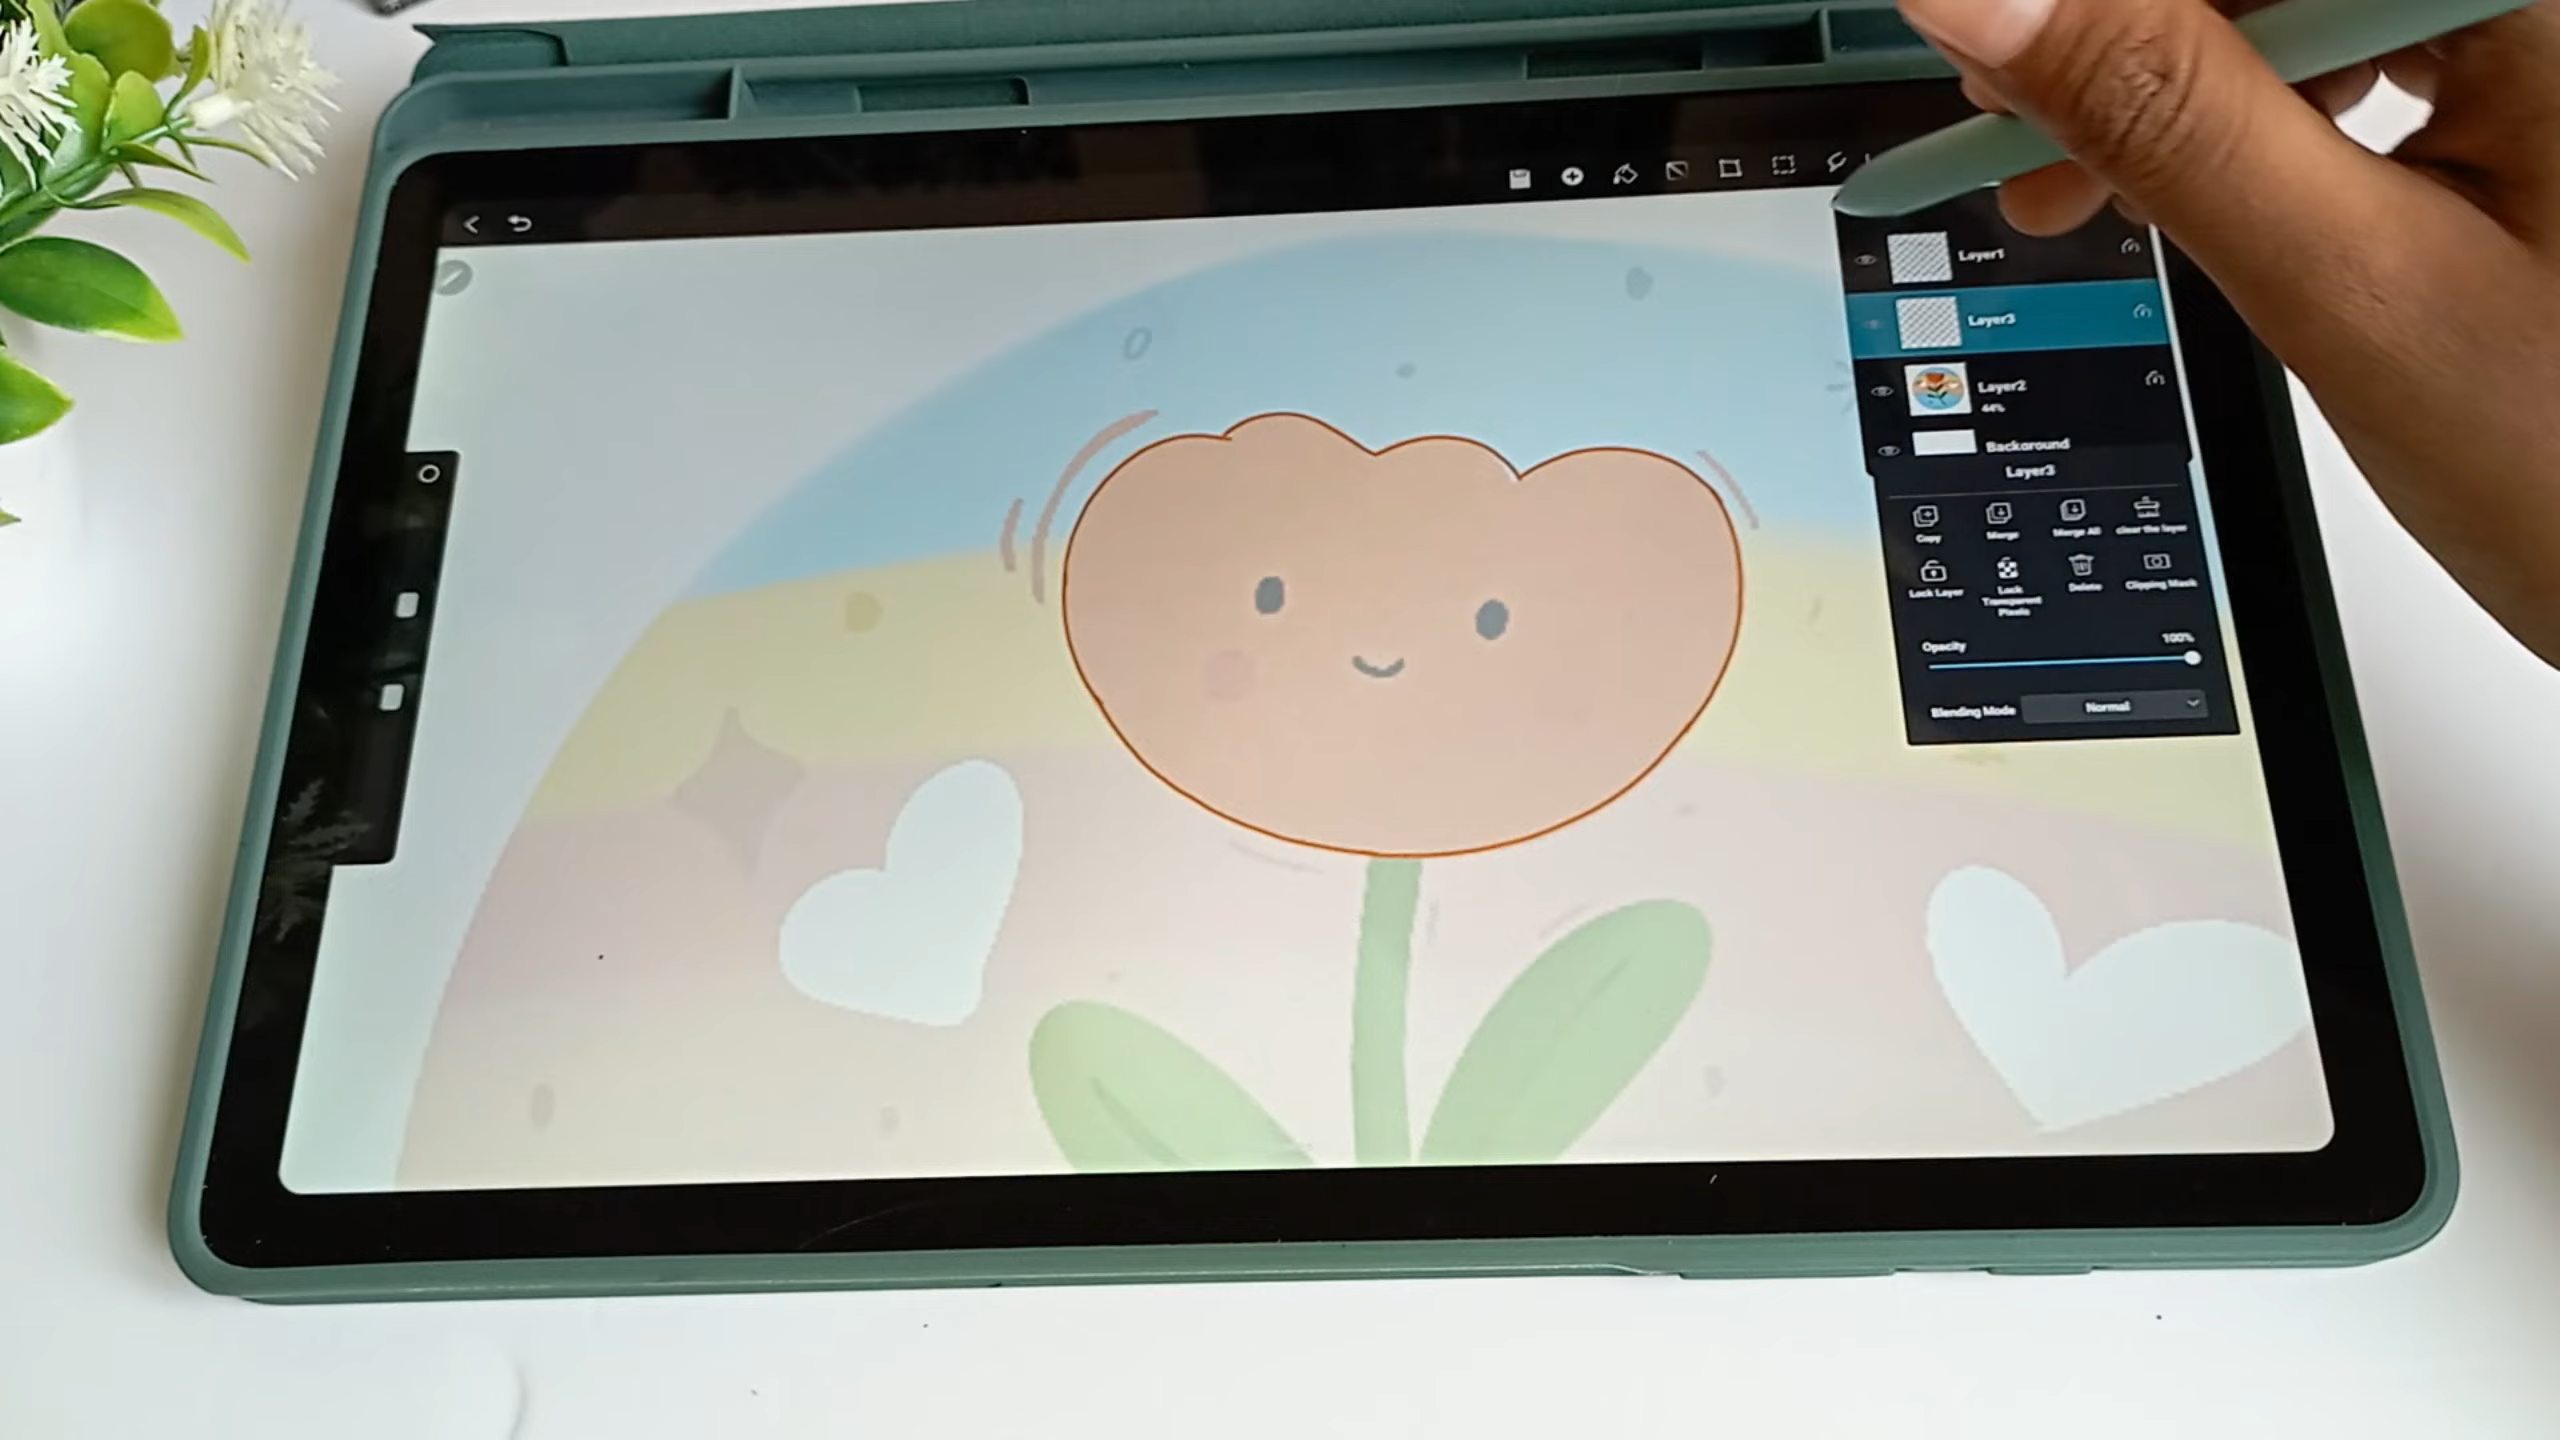 Layer1
Layer3
Layer2
44%
Background
Layer3
Copy
Merge
Merge All
clear the layer
Lock Layer
Lock
Transparent
Pixels
Delete
Clipping Mask
Opacity
100%
Blending Mode
Normal